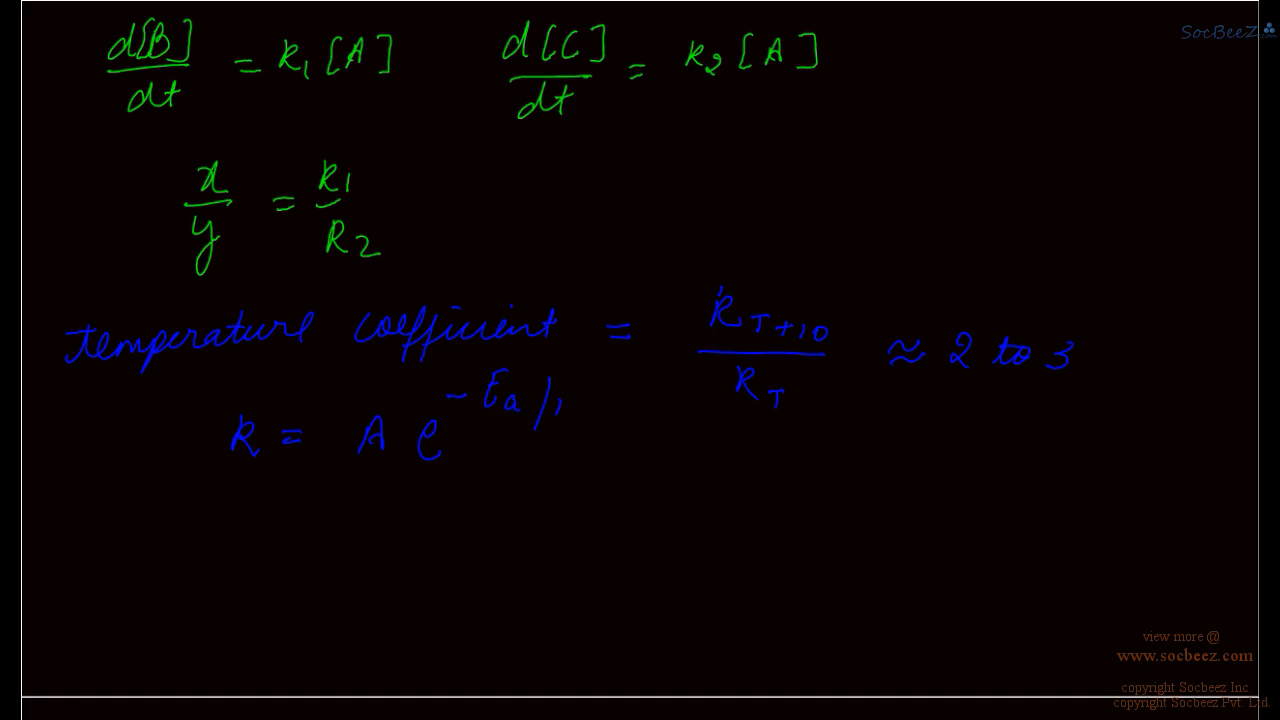 SocBeeZ
d[B]/dt = k₁[A] d[C]/dt = k₂[A]
x/y = k₁/k₂
Temperature coefficient = k_T+10/k_T ≈ 2 to 3
k = A e^-Ea/
view more @
www.socbeez.com
copyright Socbeez Inc.
copyright Socbeez Pvt. Ltd.